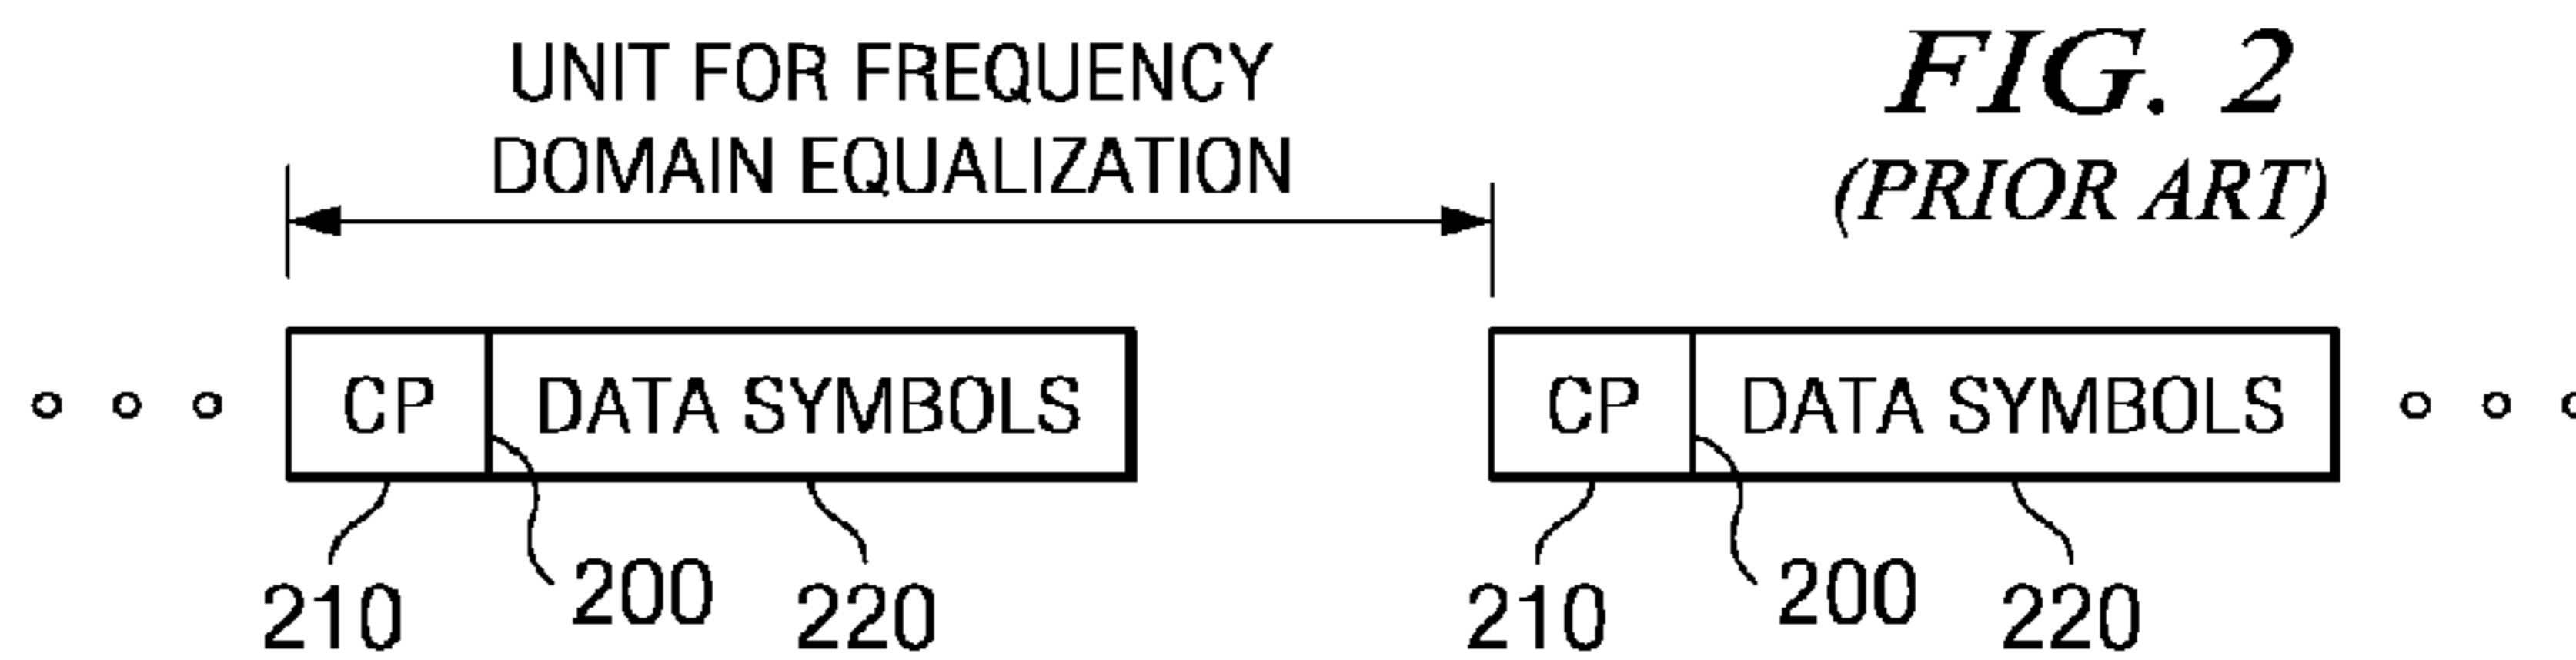 UNIT FOR FREQUENCY
DOMAIN EQUALIZATION
FIG. 2
(PRIOR ART)
CP DATA SYMBOLS CP DATA SYMBOLS
210 200 220 210 200 220